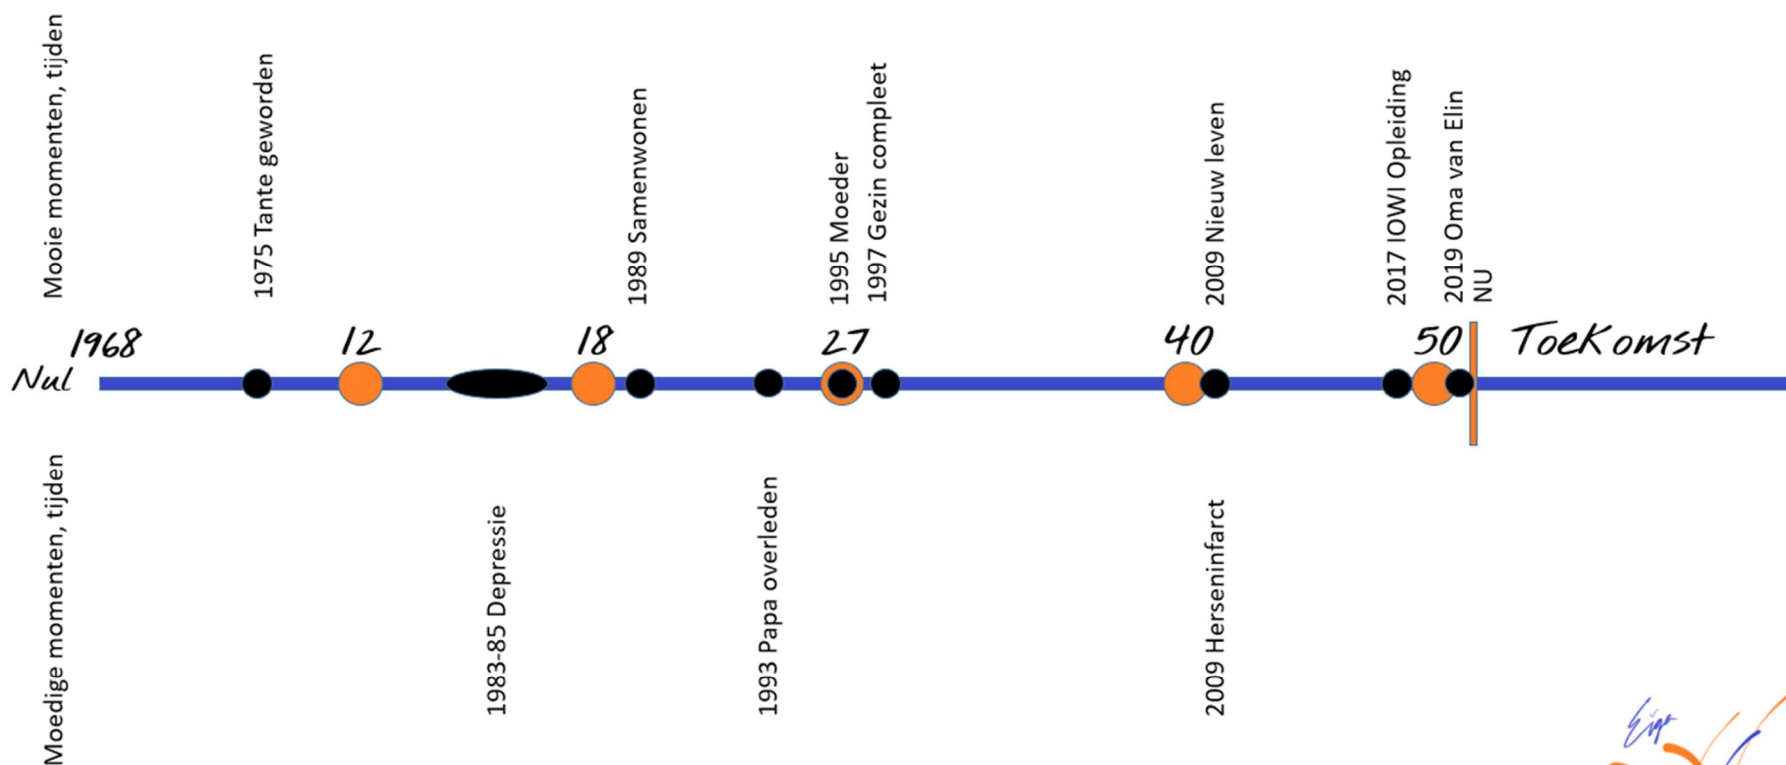 Mooie momenten, tijden
1975 Tante geworden
1989 Samenwonen
1995 Moeder
1997 Gezin compleet
2009 Nieuw leven
2017 IOWI Opleiding
2019 Oma van Elin
NU
1968
12
18
27
40
50
Toekomst
Nul
Moedige momenten, tijden
1983-85 Depressie
1993 Papa overleden
2009 Herseninfarct